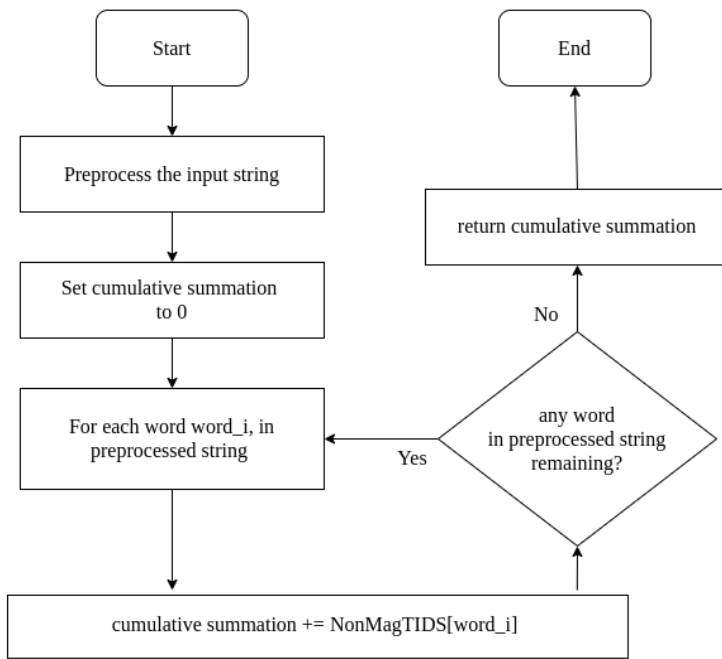 Start
Preprocess the input string
Set cumulative summation
to 0
For each word word_i, in
preprocessed string
cumulative summation += NonMagTIDS[word_i]
any word
in preprocessed string
remaining?
Yes
No
return cumulative summation
End